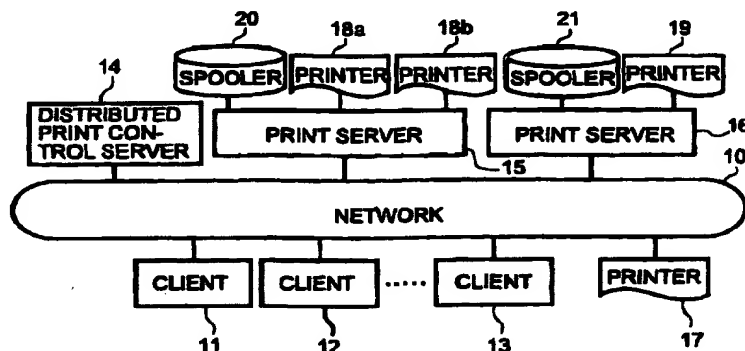 20
18a
18b
21
19
14
SPOOLER
PRINTER
PRINTER
SPOOLER
PRINTER
DISTRIBUTED
PRINT CON-
TROL SERVER
PRINT SERVER
PRINT SERVER
16
15
10
NETWORK
CLIENT
CLIENT
.....
CLIENT
PRINTER
11
12
13
17